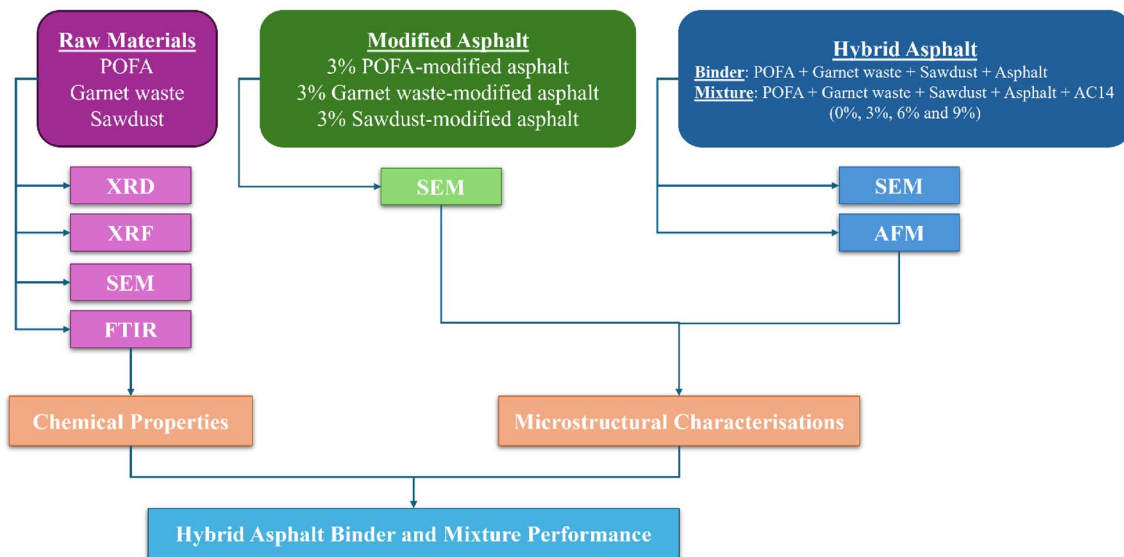 Raw Materials
POFA
Garnet waste
Sawdust
Modified Asphalt
3% POFA-modified asphalt
3% Garnet waste-modified asphalt
3% Sawdust-modified asphalt
Hybrid Asphalt
Binder: POFA + Garnet waste + Sawdust + Asphalt
Mixture: POFA + Garnet waste + Sawdust + Asphalt + AC14
(0%, 3%, 6% and 9%)
XRD
XRF
SEM
FTIR
SEM
SEM
AFM
Chemical Properties
Microstructural Characterisations
Hybrid Asphalt Binder and Mixture Performance